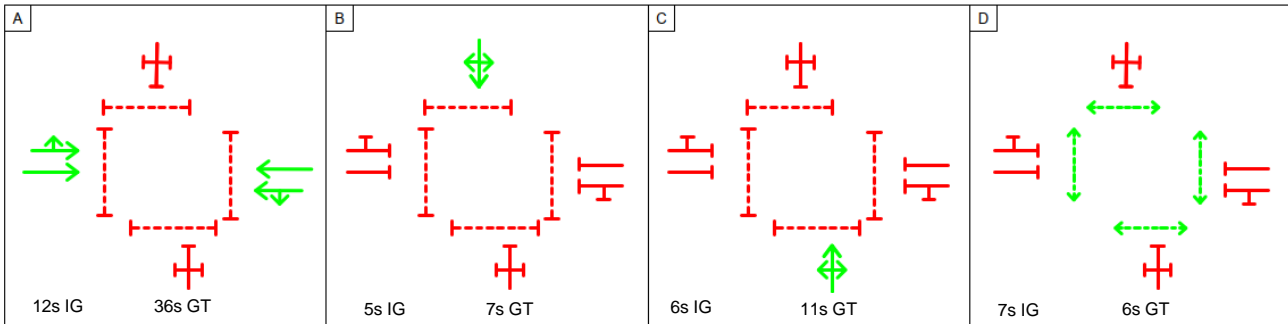 A
12s IG 36s GT
B
5s IG 7s GT
C
6s IG 11s GT
D
7s IG 6s GT